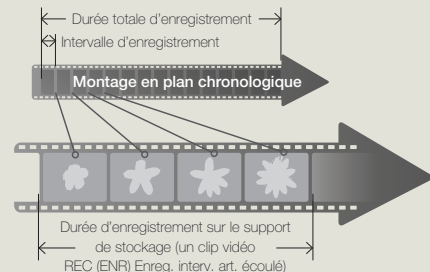 Durée totale d'enregistrement
Intervalle d'enregistrement
Montage en plan chronologique
Durée d'enregistrement sur le support
de stockage (un clip vidéo
REC (ENR) Enreg. interv. art. écoulé)